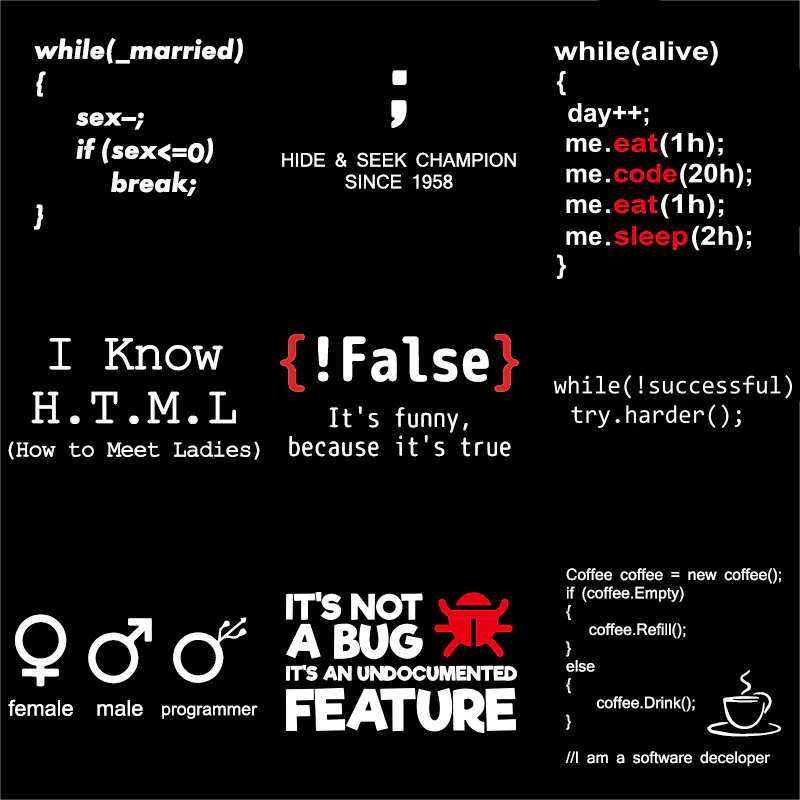 while(_married)
{
sex–;
if (sex<=0)
break;
}
;
HIDE & SEEK CHAMPION
SINCE 1958
while(alive)
{
day++;
me.eat(1h);
me.code(20h);
me.eat(1h);
me.sleep(2h);
}
I Know
H.T.M.L
(How to Meet Ladies)
{!False}
It's funny,
because it's true
while(!successful)
try.harder();
female male programmer
IT'S NOT
A BUG
IT'S AN UNDOCUMENTED
FEATURE
Coffee coffee = new coffee();
if (coffee.Empty)
{
coffee.Refill();
}
else
{
coffee.Drink();
}
//I am a software deceloper